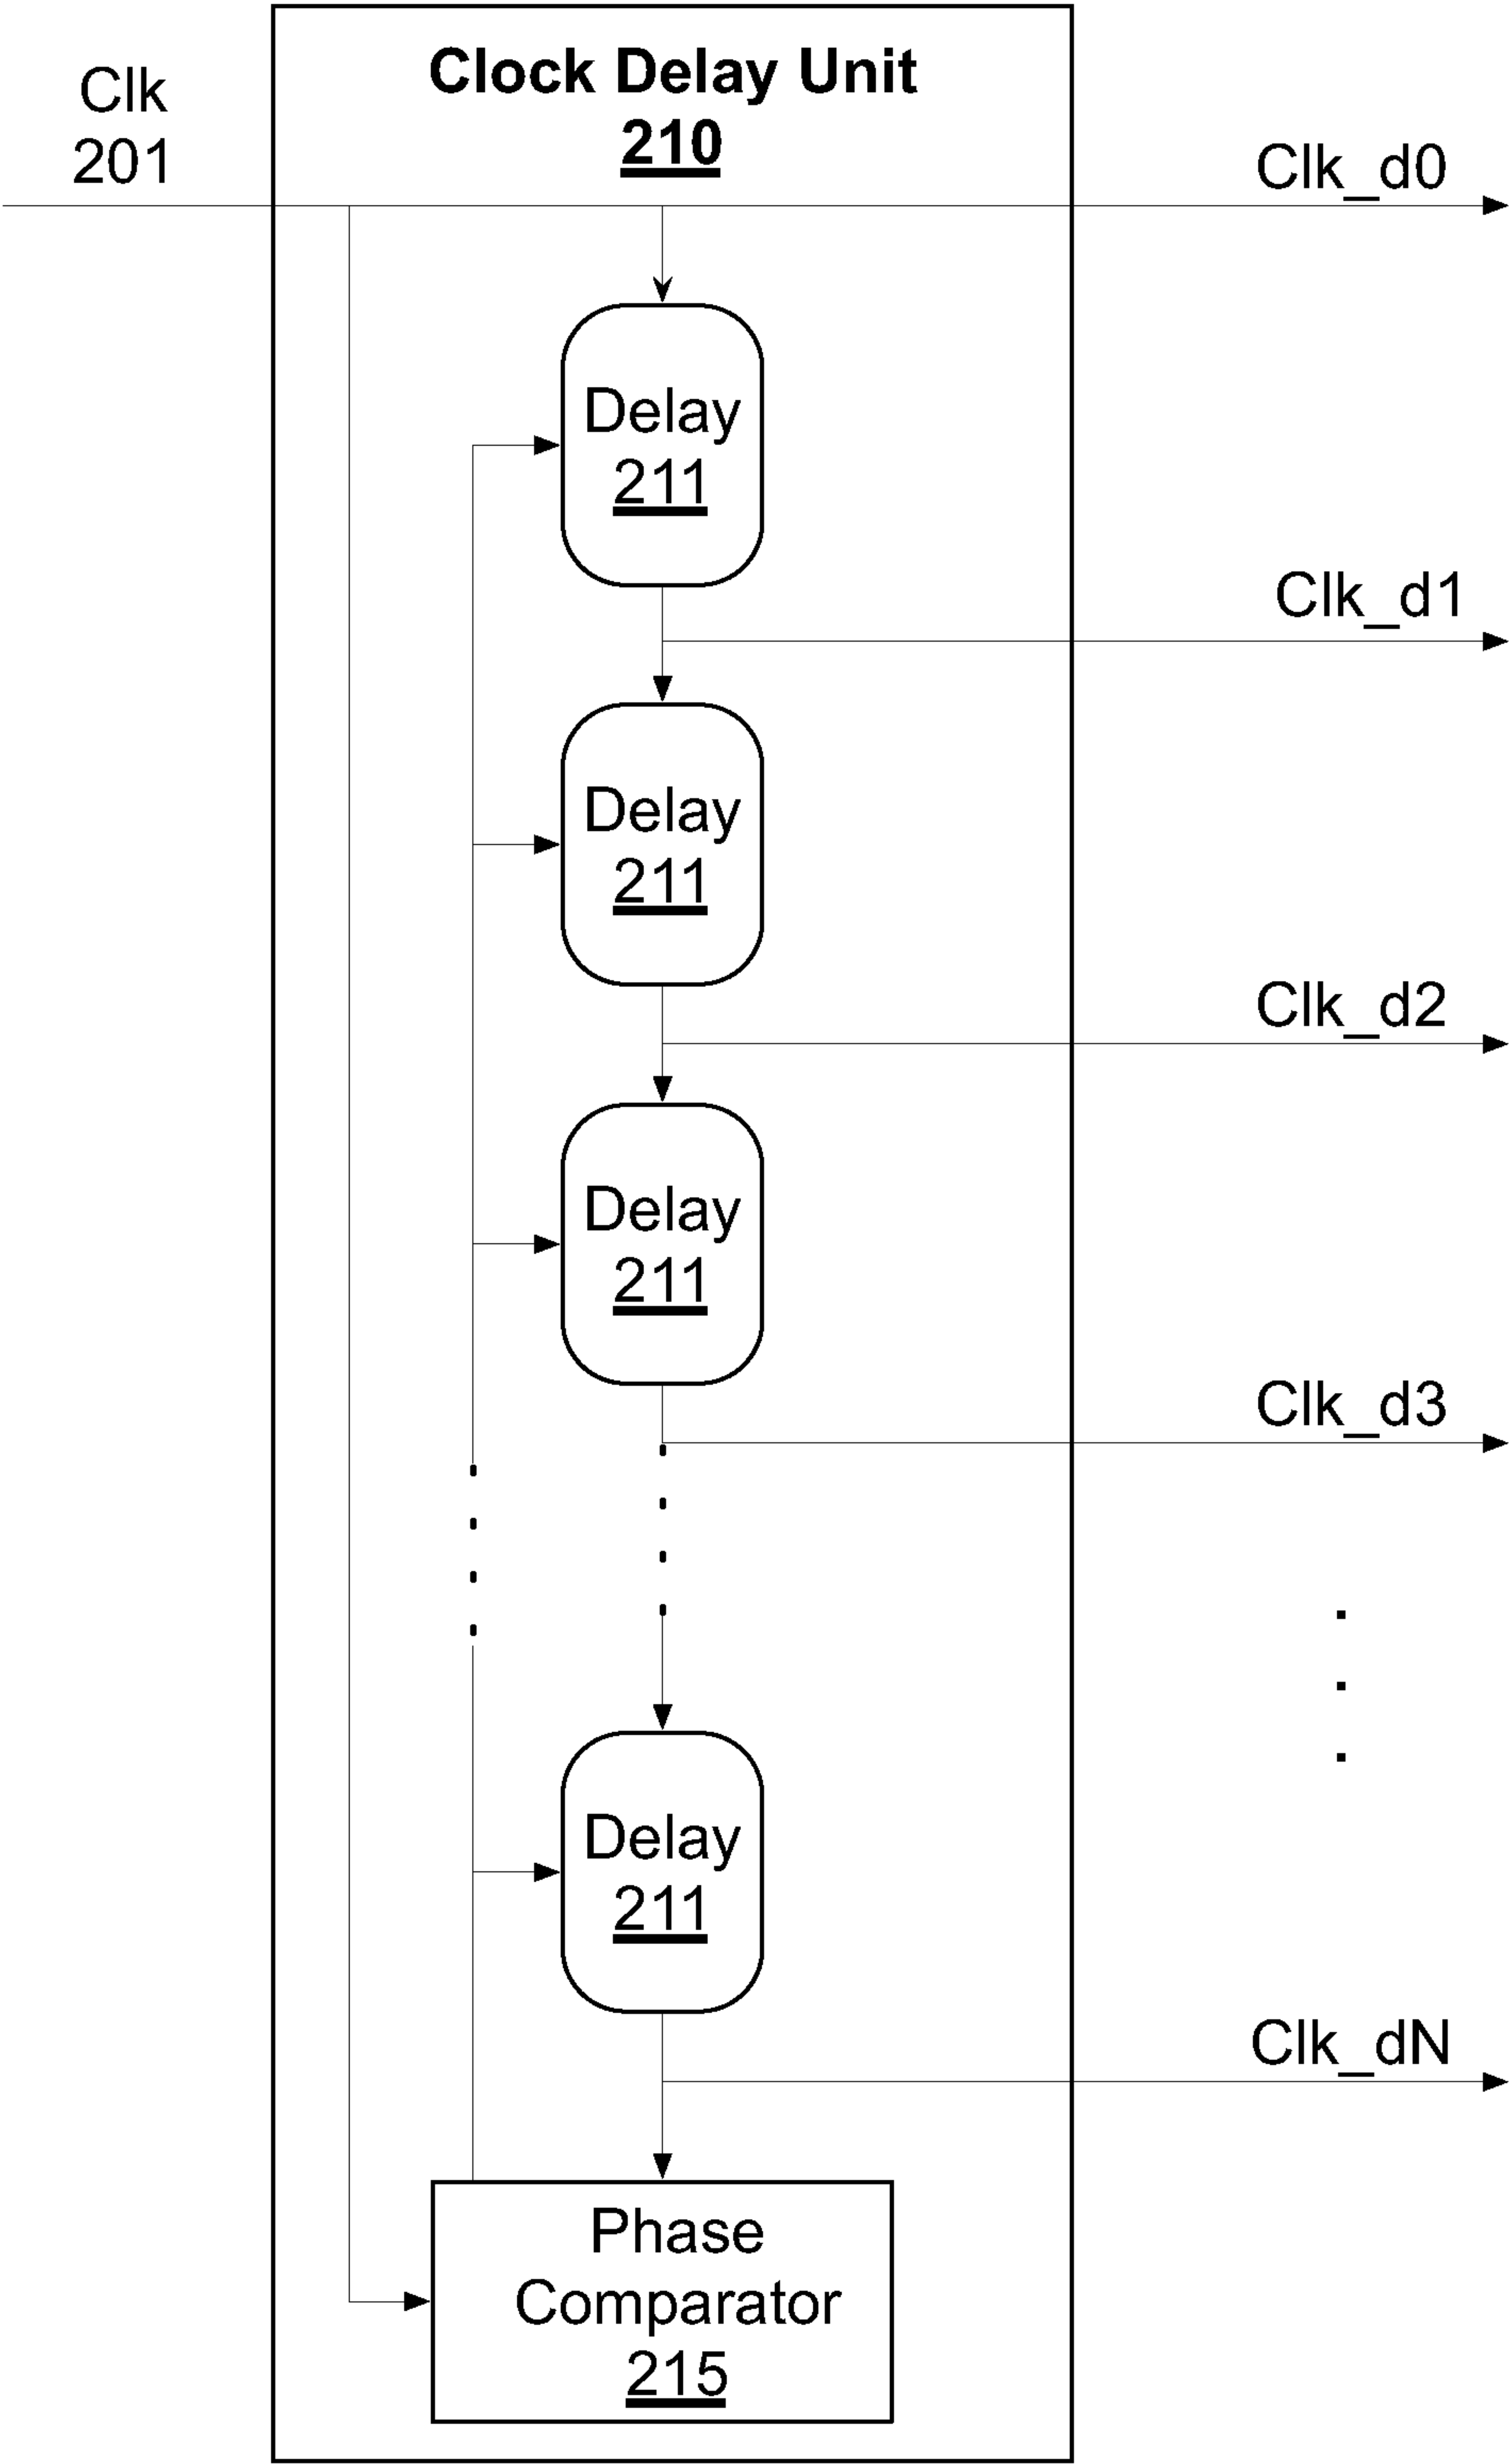 Clock Delay Unit
210
Clk
201
Clk_d0
Delay
211
Clk_d1
Delay
211
Clk_d2
Delay
211
Clk_d3
Delay
211
Clk_dN
Phase
Comparator
215